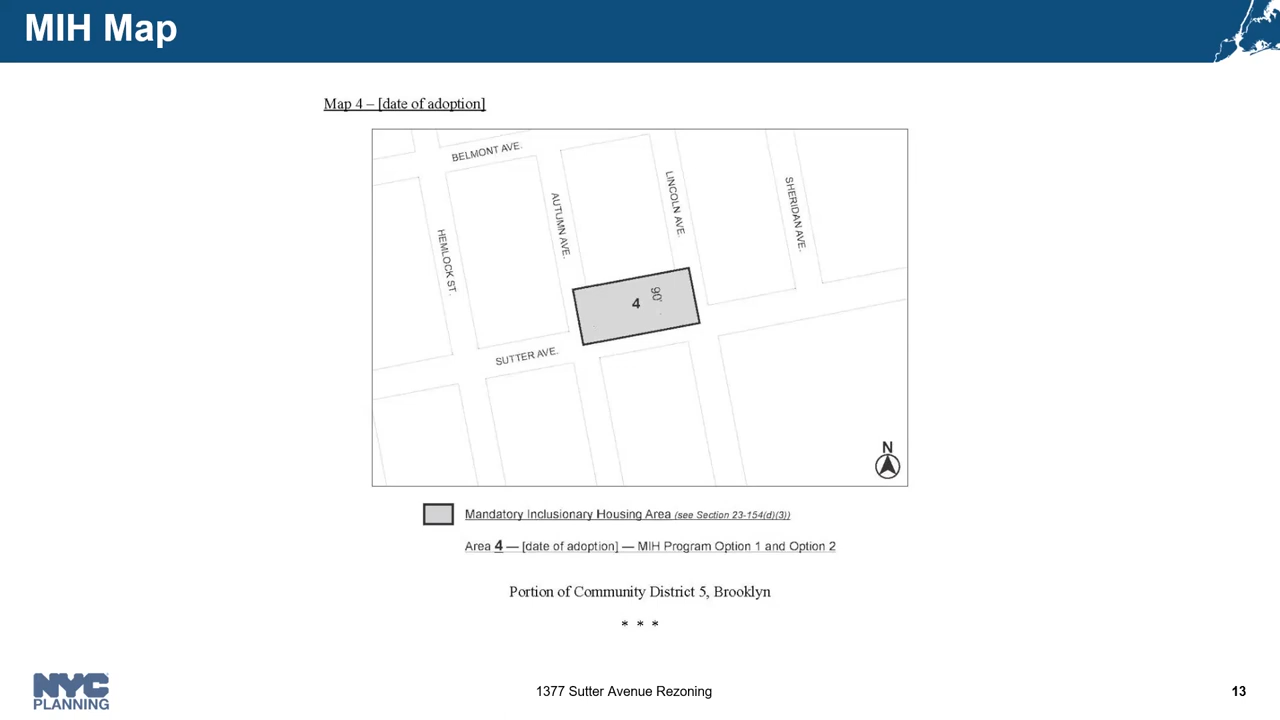 MIH Map
Map 4 – [date of adoption]
BELMONT AVE.
HEMLOCK ST.
AUTUMN AVE.
LINCOLN AVE.
SHERIDAN AVE.
4
90'
SUTTER AVE.
N
Mandatory Inclusionary Housing Area (see Section 23-154(d)(3))
Area 4 — [date of adoption] — MIH Program Option 1 and Option 2
Portion of Community District 5, Brooklyn
* * *
NYC
PLANNING
1377 Sutter Avenue Rezoning
13